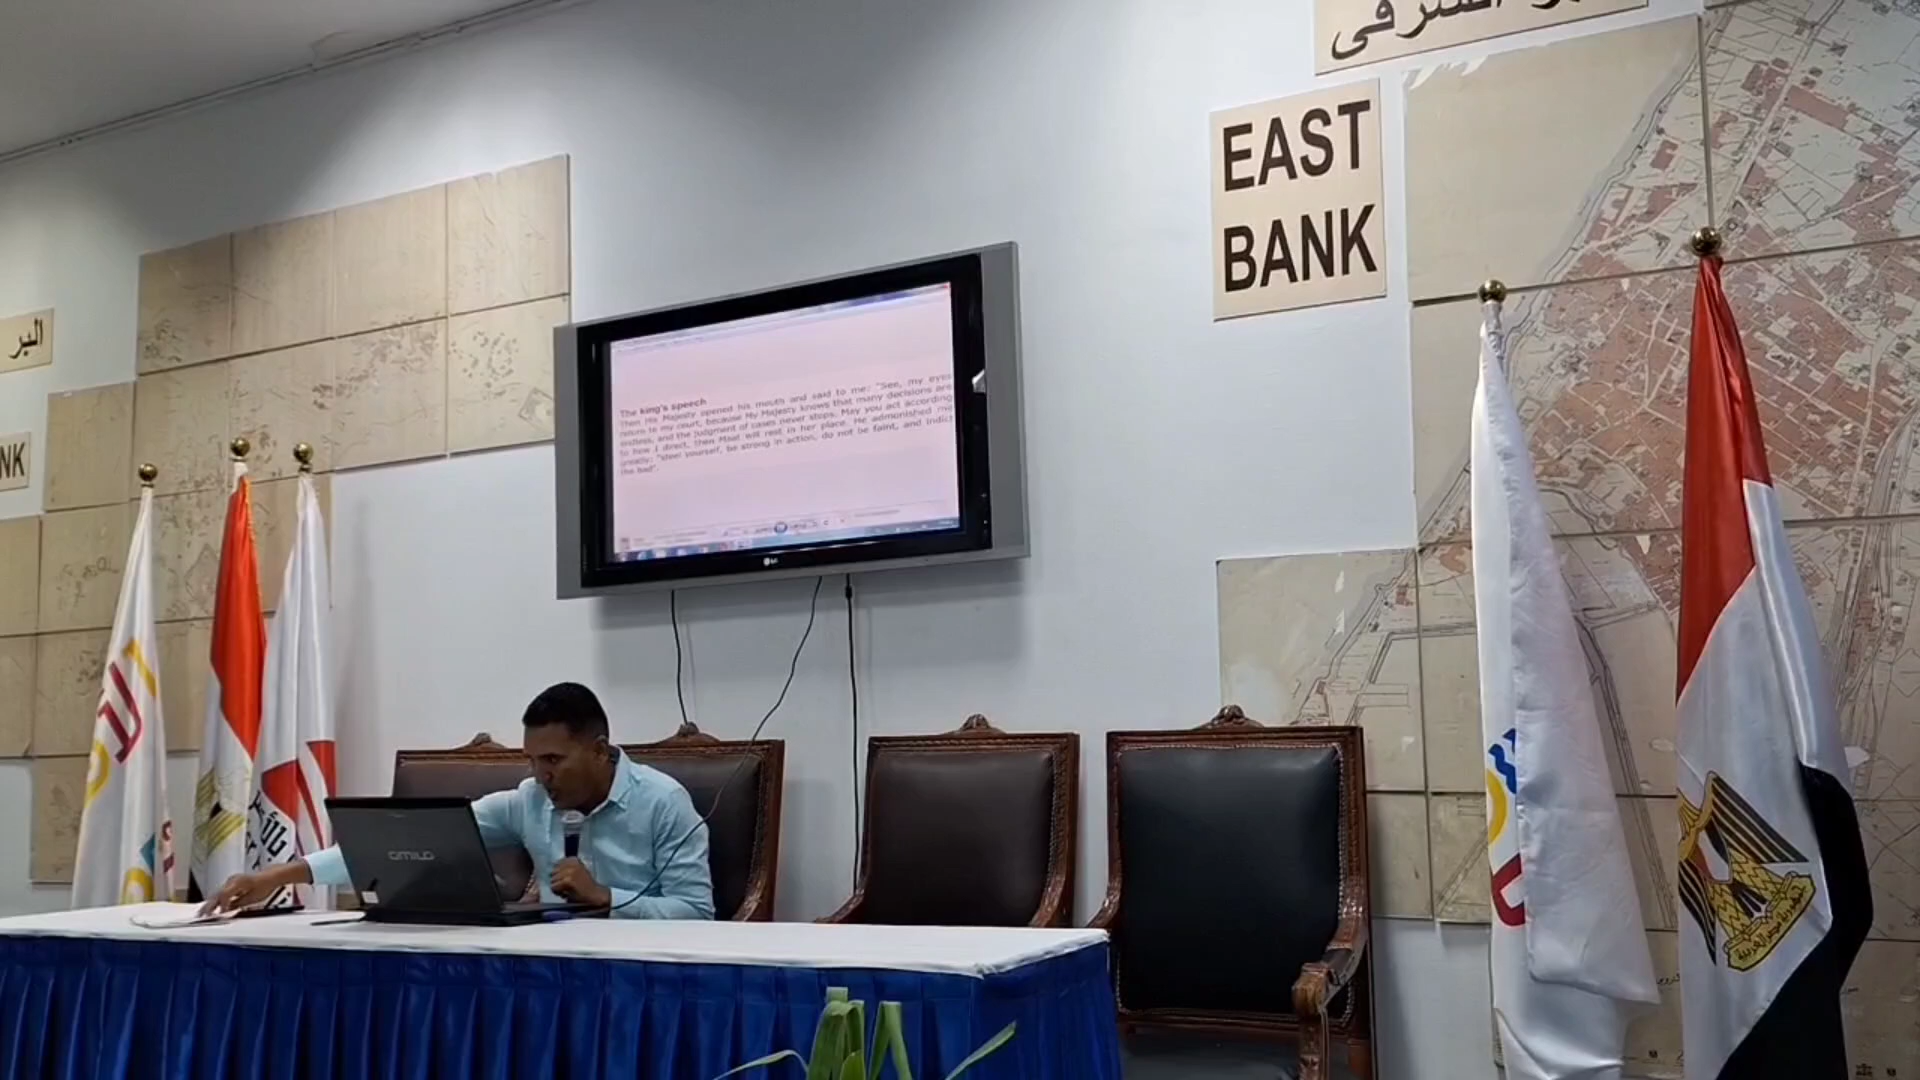 الشرقى
EAST
BANK
البر
NK
The king's speech
Then His Majesty opened his mouth and said to me: "See, my eyes
return to my court, because My Majesty knows that many decisions are
endless, and the judgment of cases never stops. May you act according
to how I direct, then Maat will rest in her place. He admonished me
greatly: "steel yourself, be strong in action, do not be faint, and indict
the bad".
LG
جمهورية مصر العربية